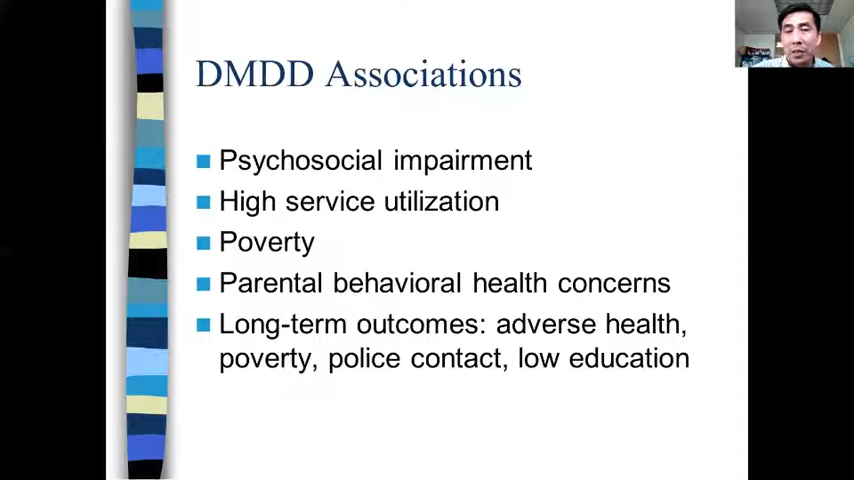 DMDD Associations
Psychosocial impairment
High service utilization
Poverty
Parental behavioral health concerns
Long-term outcomes: adverse health,
poverty, police contact, low education